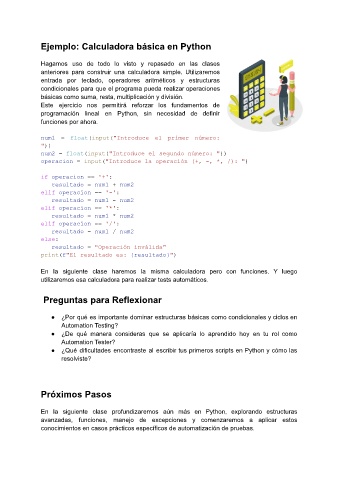 Ejemplo: Calculadora básica en Python
Hagamos uso de todo lo visto y repasado en las clases
anteriores para construir una calculadora simple. Utilizaremos
entrada por teclado, operadores aritméticos y estructuras
condicionales para que el programa pueda realizar operaciones
básicas como suma, resta, multiplicación y división.
Este ejercicio nos permitirá reforzar los fundamentos de
programación lineal en Python, sin necesidad de definir
funciones por ahora.
num1 = float(input("Introduce el primer número:
"))
num2 = float(input("Introduce el segundo número: "))
operacion = input("Introduce la operación (+, -, *, /): ")
if operacion == '+':
resultado = num1 + num2
elif operacion == '-':
resultado = num1 - num2
elif operacion == '*':
resultado = num1 * num2
elif operacion == '/':
resultado = num1 / num2
else:
resultado = "Operación inválida"
print(f"El resultado es: {resultado}")
En la siguiente clase haremos la misma calculadora pero con funciones. Y luego
utilizaremos esa calculadora para realizar tests automáticos.
Preguntas para Reflexionar
● ¿Por qué es importante dominar estructuras básicas como condicionales y ciclos en
Automation Testing?
● ¿De qué manera consideras que se aplicaría lo aprendido hoy en tu rol como
Automation Tester?
● ¿Qué dificultades encontraste al escribir tus primeros scripts en Python y cómo las
resolviste?
Próximos Pasos
En la siguiente clase profundizaremos aún más en Python, explorando estructuras
avanzadas, funciones, manejo de excepciones y comenzaremos a aplicar estos
conocimientos en casos prácticos específicos de automatización de pruebas.